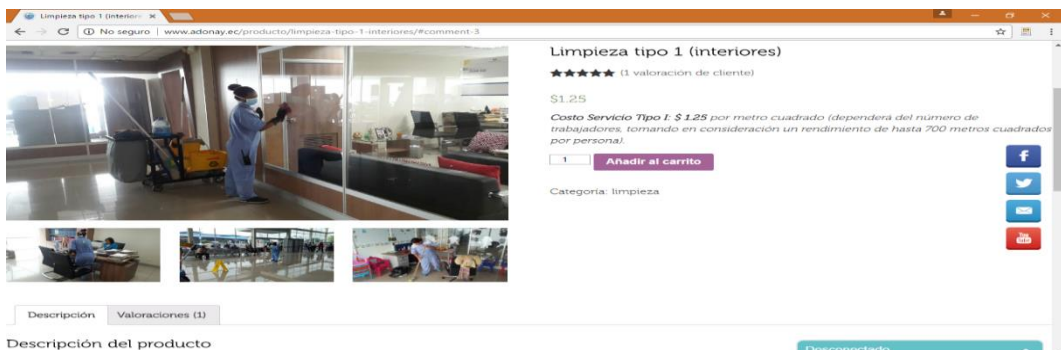 Limpieza tipo 1 (interiore
No seguro | www.adonay.ec/producto/limpieza-tipo-1-interiores/#comment-3
Limpieza tipo 1 (interiores)
(1 valoración de cliente)
$1.25
Costo Servicio Tipo I: $ 1.25 por metro cuadrado (dependerá del número de
trabajadores, tomando en consideración un rendimiento de hasta 700 metros cuadrados
por persona).
1 Añadir al carrito
Categoría: limpieza
f
You
Descripción Valoraciones (1)
Descripción del producto
Desconectado